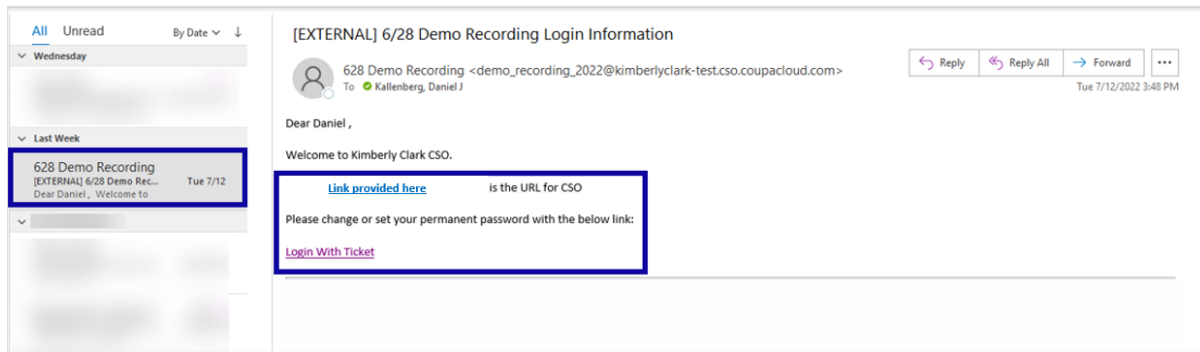 All Unread By Date
Wednesday
Last Week
628 Demo Recording
[EXTERNAL] 6/28 Demo Rec... Tue 7/12
Dear Daniel , Welcome to
[EXTERNAL] 6/28 Demo Recording Login Information
628 Demo Recording <demo_recording_2022@kimberlyclark-test.cso.coupacloud.com>
To Kallenberg, Daniel J
Reply Reply All Forward ...
Tue 7/12/2022 3:48 PM
Dear Daniel ,
Welcome to Kimberly Clark CSO.
Link provided here is the URL for CSO
Please change or set your permanent password with the below link:
Login With Ticket